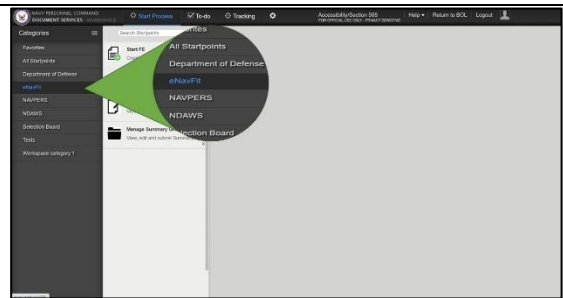 NAVY PERSONNEL COMMAND
DOCUMENT SERVICES
Start Process
To-do
Tracking
Accessibility/Section 508
FOR OFFICIAL USE ONLY - PRIVACY SENSITIVE
Help
Return to BOL
Logout
Categories
Favorites
All Startpoints
Department of Defense
eNavFit
NAVPERS
NDAWS
Selection Board
Tests
Workspace category 1
Search Startpoints
Start FE
Manage Summary
View, edit and submit Summary
All Startpoints
Department of Defense
eNavFit
NAVPERS
NDAWS
Selection Board